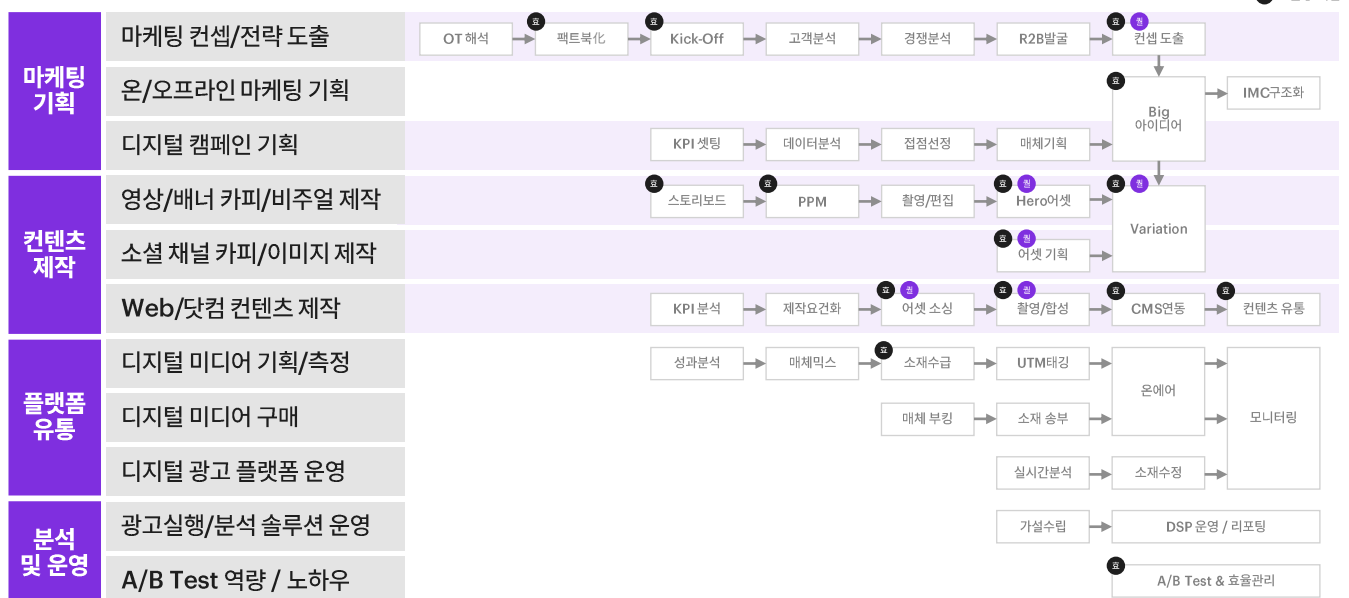 마케팅
기획
마케팅 컨셉/전략 도출
효
효
효
퀄
OT 해석
팩트북化
Kick-Off
고객분석
경쟁분석
R2B발굴
컨셉 도출
온/오프라인 마케팅 기획
효
Big
아이디어
IMC구조화
디지털 캠페인 기획
KPI 셋팅
데이터분석
접점선정
매체기획
컨텐츠
제작
영상/배너 카피/비주얼 제작
효
효
효
퀄
효
퀄
스토리보드
PPM
촬영/편집
Hero어셋
Variation
소셜 채널 카피/이미지 제작
효
퀄
어셋 기획
Web/닷컴 컨텐츠 제작
효
퀄
효
퀄
효
효
KPI 분석
제작요건화
어셋 소싱
촬영/합성
CMS연동
컨텐츠 유통
플랫폼
유통
디지털 미디어 기획/측정
효
성과분석
매체믹스
소재수급
UTM태깅
온에어
모니터링
디지털 미디어 구매
매체 부킹
소재 송부
디지털 광고 플랫폼 운영
실시간분석
소재수정
분석
및 운영
광고실행/분석 솔루션 운영
가설수립
DSP 운영 / 리포팅
A/B Test 역량 / 노하우
효
A/B Test & 효율관리